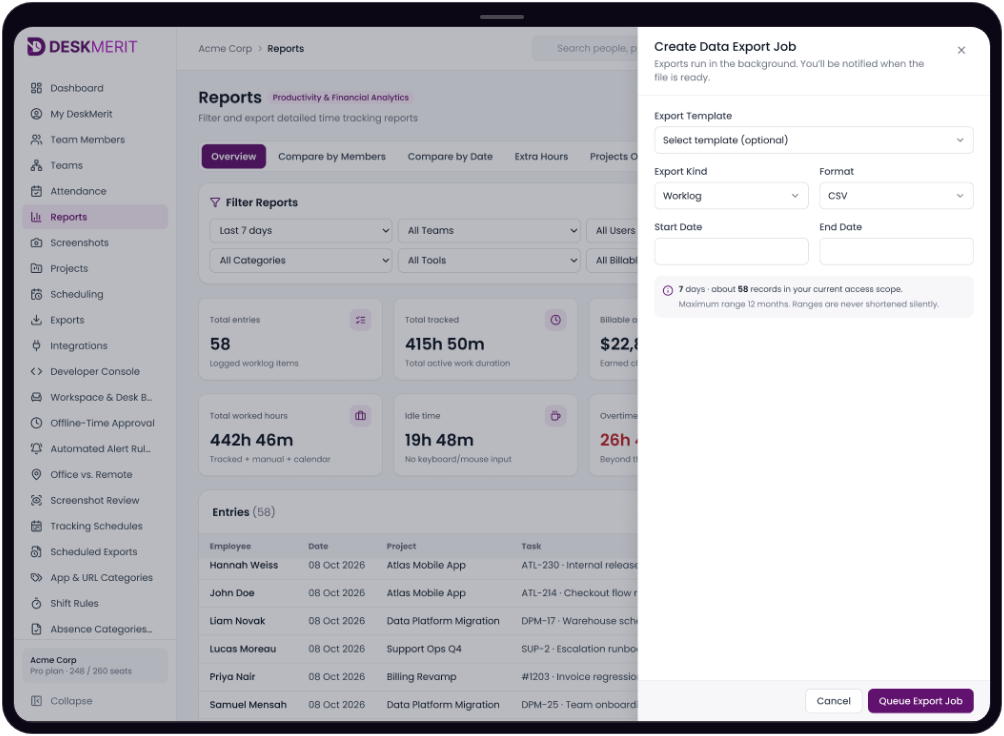 DESKMERIT
Dashboard
My DeskMerit
Team Members
Teams
Attendance
Reports
Screenshots
Projects
Scheduling
Exports
Integrations
Developer Console
Workspace & Desk B...
Offline-Time Approval
Automated Alert Rul...
Office vs. Remote
Screenshot Review
Tracking Schedules
Scheduled Exports
App & URL Categories
Shift Rules
Absence Categories...
Acme Corp
Pro plan · 248 / 260 seats
Collapse
Acme Corp > Reports
Search people, p
Reports Productivity & Financial Analytics
Filter and export detailed time tracking reports
Overview Compare by Members Compare by Date Extra Hours Projects O
Filter Reports
Last 7 days All Teams All Users
All Categories All Tools All Billabl
Total entries
58
Logged worklog items
Total tracked
415h 50m
Total active work duration
Billable a
$22,8
Earned cl
Total worked hours
442h 46m
Tracked + manual + calendar
Idle time
19h 48m
No keyboard/mouse input
Overtime
26h
Beyond th
Entries (58)
Employee Date Project Task
Hannah Weiss 08 Oct 2026 Atlas Mobile App ATL-230 · Internal release
John Doe 08 Oct 2026 Atlas Mobile App ATL-214 · Checkout flow r
Liam Novak 08 Oct 2026 Data Platform Migration DPM-17 · Warehouse sch
Lucas Moreau 08 Oct 2026 Support Ops Q4 SUP-2 · Escalation runbo
Priya Nair 08 Oct 2026 Billing Revamp #1203 · Invoice regressio
Samuel Mensah 08 Oct 2026 Data Platform Migration DPM-25 · Team onboardi
Create Data Export Job
Exports run in the background. You'll be notified when the
file is ready.
Export Template
Select template (optional)
Export Kind Format
Worklog CSV
Start Date End Date
7 days · about 58 records in your current access scope.
Maximum range 12 months. Ranges are never shortened silently.
Cancel Queue Export Job